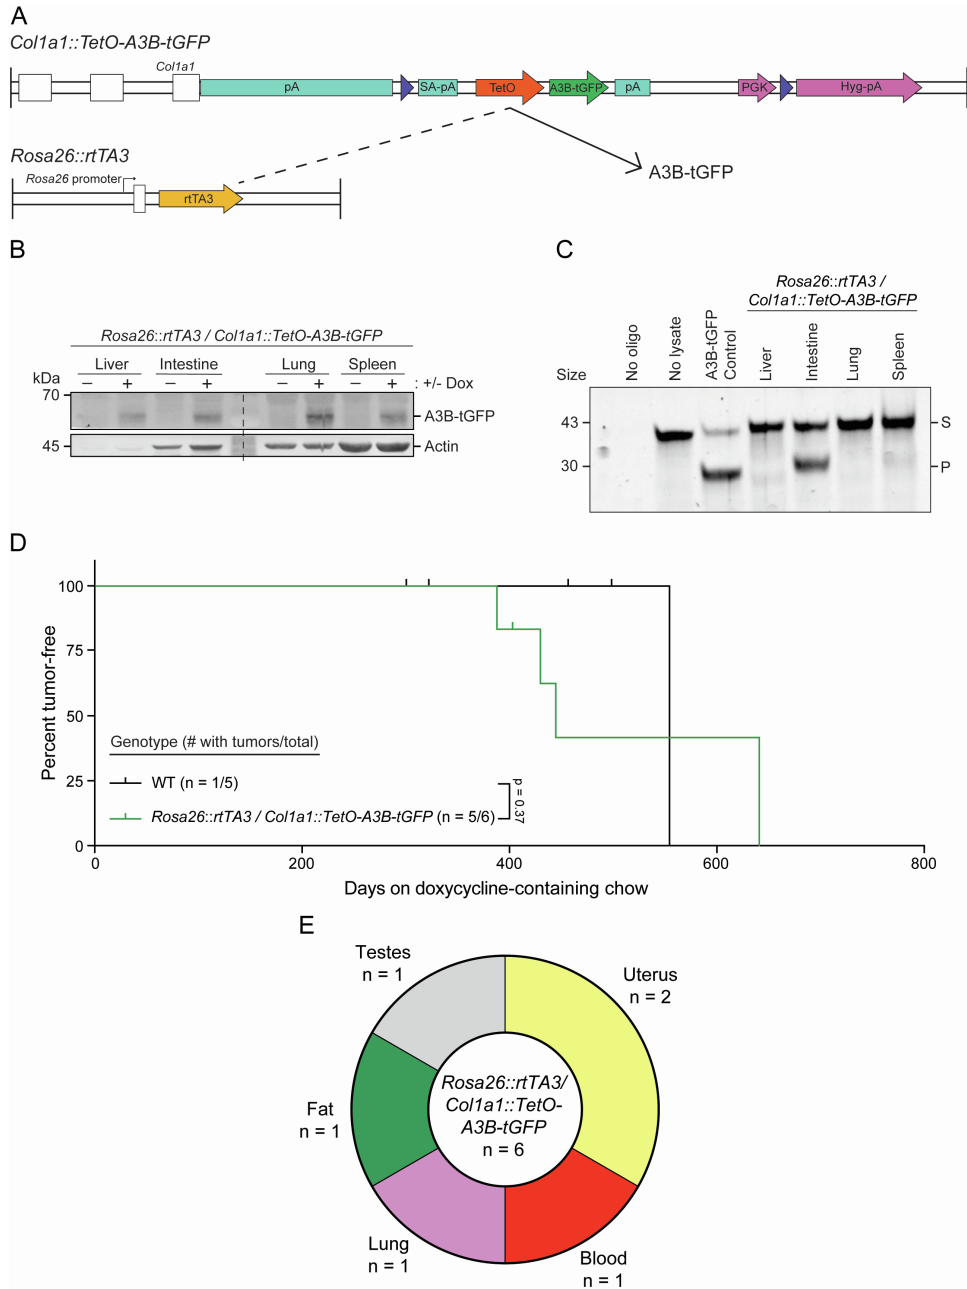 A
Col1a1::TetO-A3B-tGFP
Col1a1
pA
SA-pA
TetO
A3B-tGFP
pA
PGK
Hyg-pA
Rosa26::rtTA3
Rosa26 promoter
rtTA3
A3B-tGFP
B
Rosa26::rtTA3 / Col1a1::TetO-A3B-tGFP
Liver Intestine Lung Spleen
kDa – + – + – + – + : +/- Dox
70
A3B-tGFP
45
Actin
C
Rosa26::rtTA3 /
Col1a1::TetO-A3B-tGFP
Size
No oligo
No lysate
A3B-tGFP
Control
Liver
Intestine
Lung
Spleen
43
S
30
P
D
Percent tumor-free
100
75
50
25
0
Genotype (# with tumors/total)
WT (n = 1/5)
Rosa26::rtTA3 / Col1a1::TetO-A3B-tGFP (n = 5/6)
p = 0.37
0 200 400 600 800
Days on doxycycline-containing chow
E
Testes
n = 1
Uterus
n = 2
Fat
n = 1
Rosa26::rtTA3/
Col1a1::TetO-
A3B-tGFP
n = 6
Lung
n = 1
Blood
n = 1